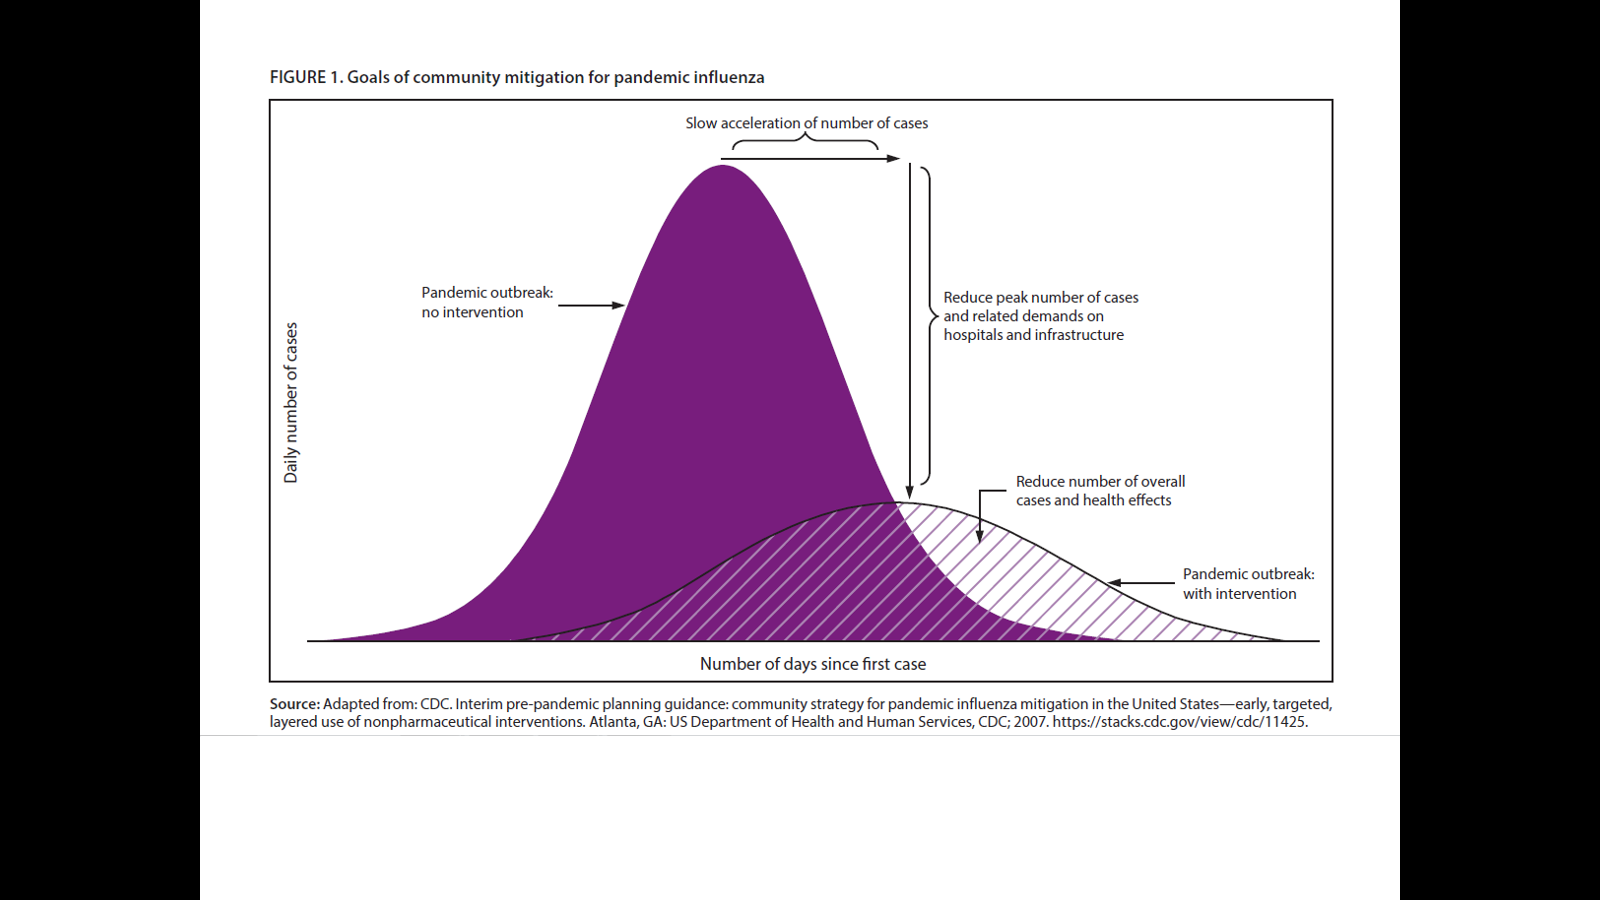 FIGURE 1. Goals of community mitigation for pandemic influenza
Slow acceleration of number of cases
Pandemic outbreak:
no intervention
Reduce peak number of cases
and related demands on
hospitals and infrastructure
Daily number of cases
Reduce number of overall
cases and health effects
Pandemic outbreak:
with intervention
Number of days since first case
Source: Adapted from: CDC. Interim pre-pandemic planning guidance: community strategy for pandemic influenza mitigation in the United States—early, targeted,
layered use of nonpharmaceutical interventions. Atlanta, GA: US Department of Health and Human Services, CDC; 2007. https://stacks.cdc.gov/view/cdc/11425.